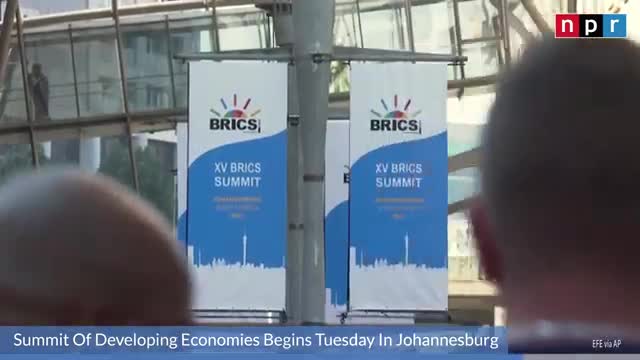 npr
BRICS
XV BRICS
SUMMIT
BRICS
XV BRICS
SUMMIT
Summit Of Developing Economies Begins Tuesday In Johannesburg
EFE via AP